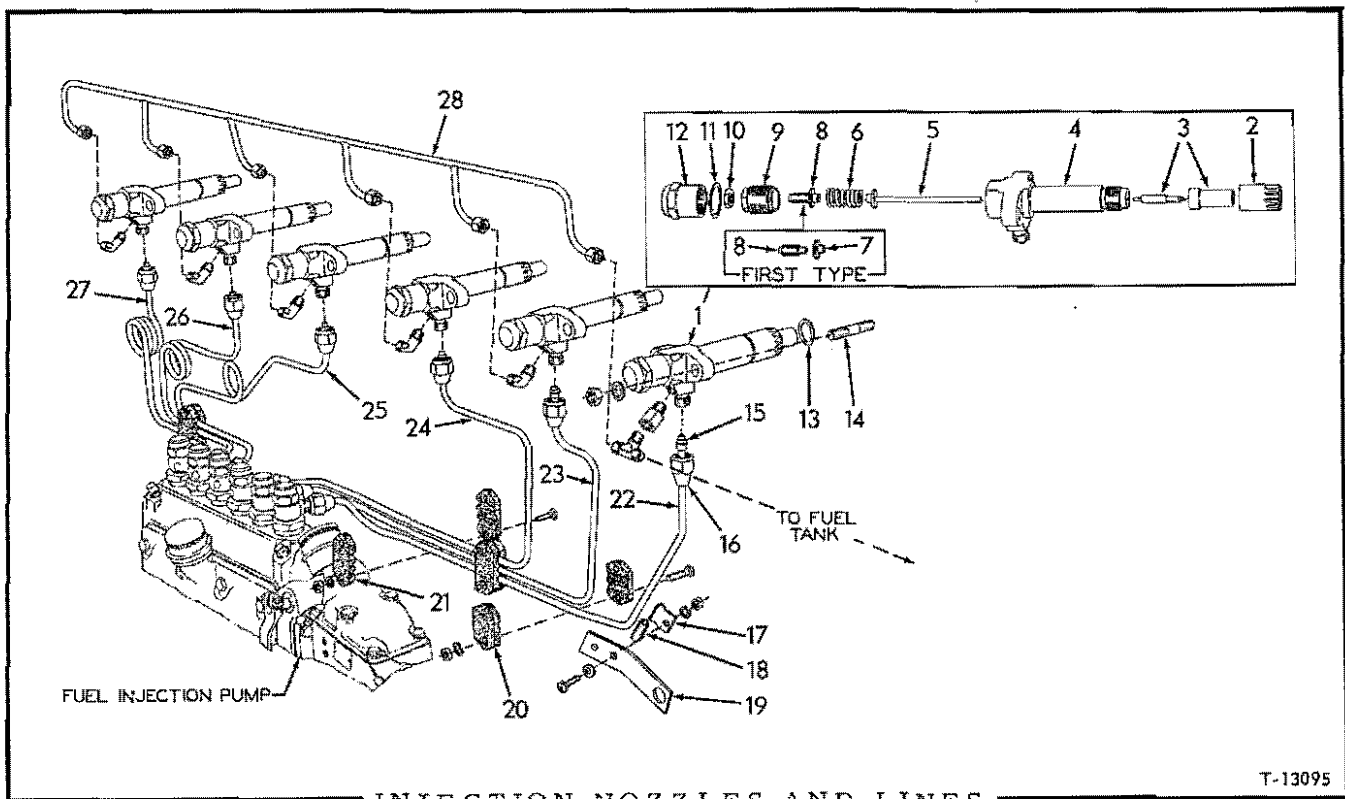 28
12 11 10 9 8 6 5 4 3 2
8 7
FIRST TYPE
27
26
25
24
23
22
1
13 14
15
16
TO FUEL
TANK
21
20
17
18
19
FUEL INJECTION PUMP
T-13095
INJECTION NOZZLES AND LINES